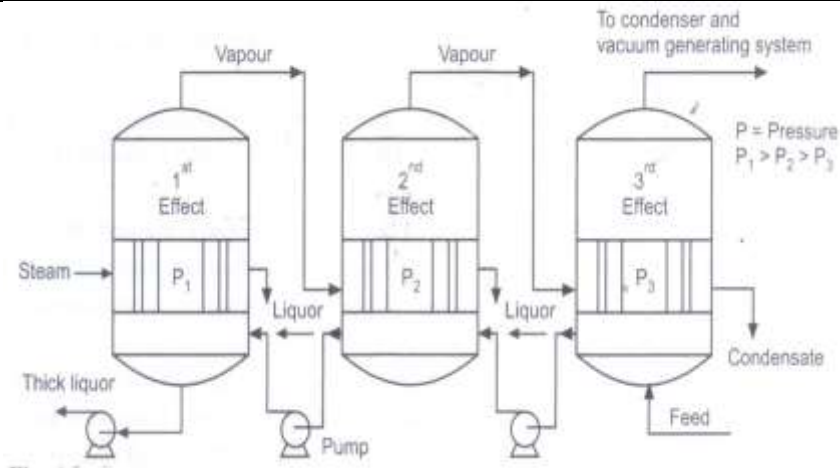 To condenser and
vacuum generating system
Vapour
Vapour
P = Pressure
P1 > P2 > P3
1st
Effect
2nd
Effect
3rd
Effect
Steam
P1
P2
P3
Liquor
Liquor
Condensate
Thick liquor
Pump
Feed